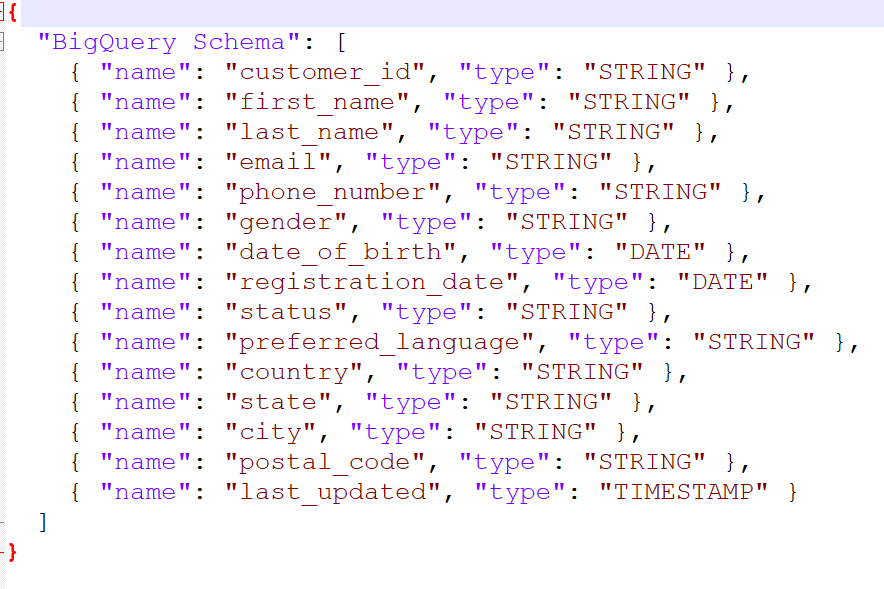 {
  "BigQuery Schema": [
    { "name": "customer_id", "type": "STRING" },
    { "name": "first_name", "type": "STRING" },
    { "name": "last_name", "type": "STRING" },
    { "name": "email", "type": "STRING" },
    { "name": "phone_number", "type": "STRING" },
    { "name": "gender", "type": "STRING" },
    { "name": "date_of_birth", "type": "DATE" },
    { "name": "registration_date", "type": "DATE" },
    { "name": "status", "type": "STRING" },
    { "name": "preferred_language", "type": "STRING" },
    { "name": "country", "type": "STRING" },
    { "name": "state", "type": "STRING" },
    { "name": "city", "type": "STRING" },
    { "name": "postal_code", "type": "STRING" },
    { "name": "last_updated", "type": "TIMESTAMP" }
  ]
}